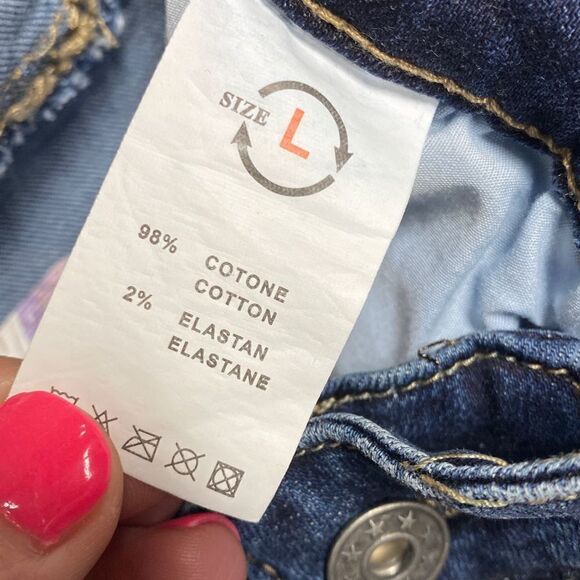 SIZE L
98% COTONE
COTTON
2% ELASTAN
ELASTANE